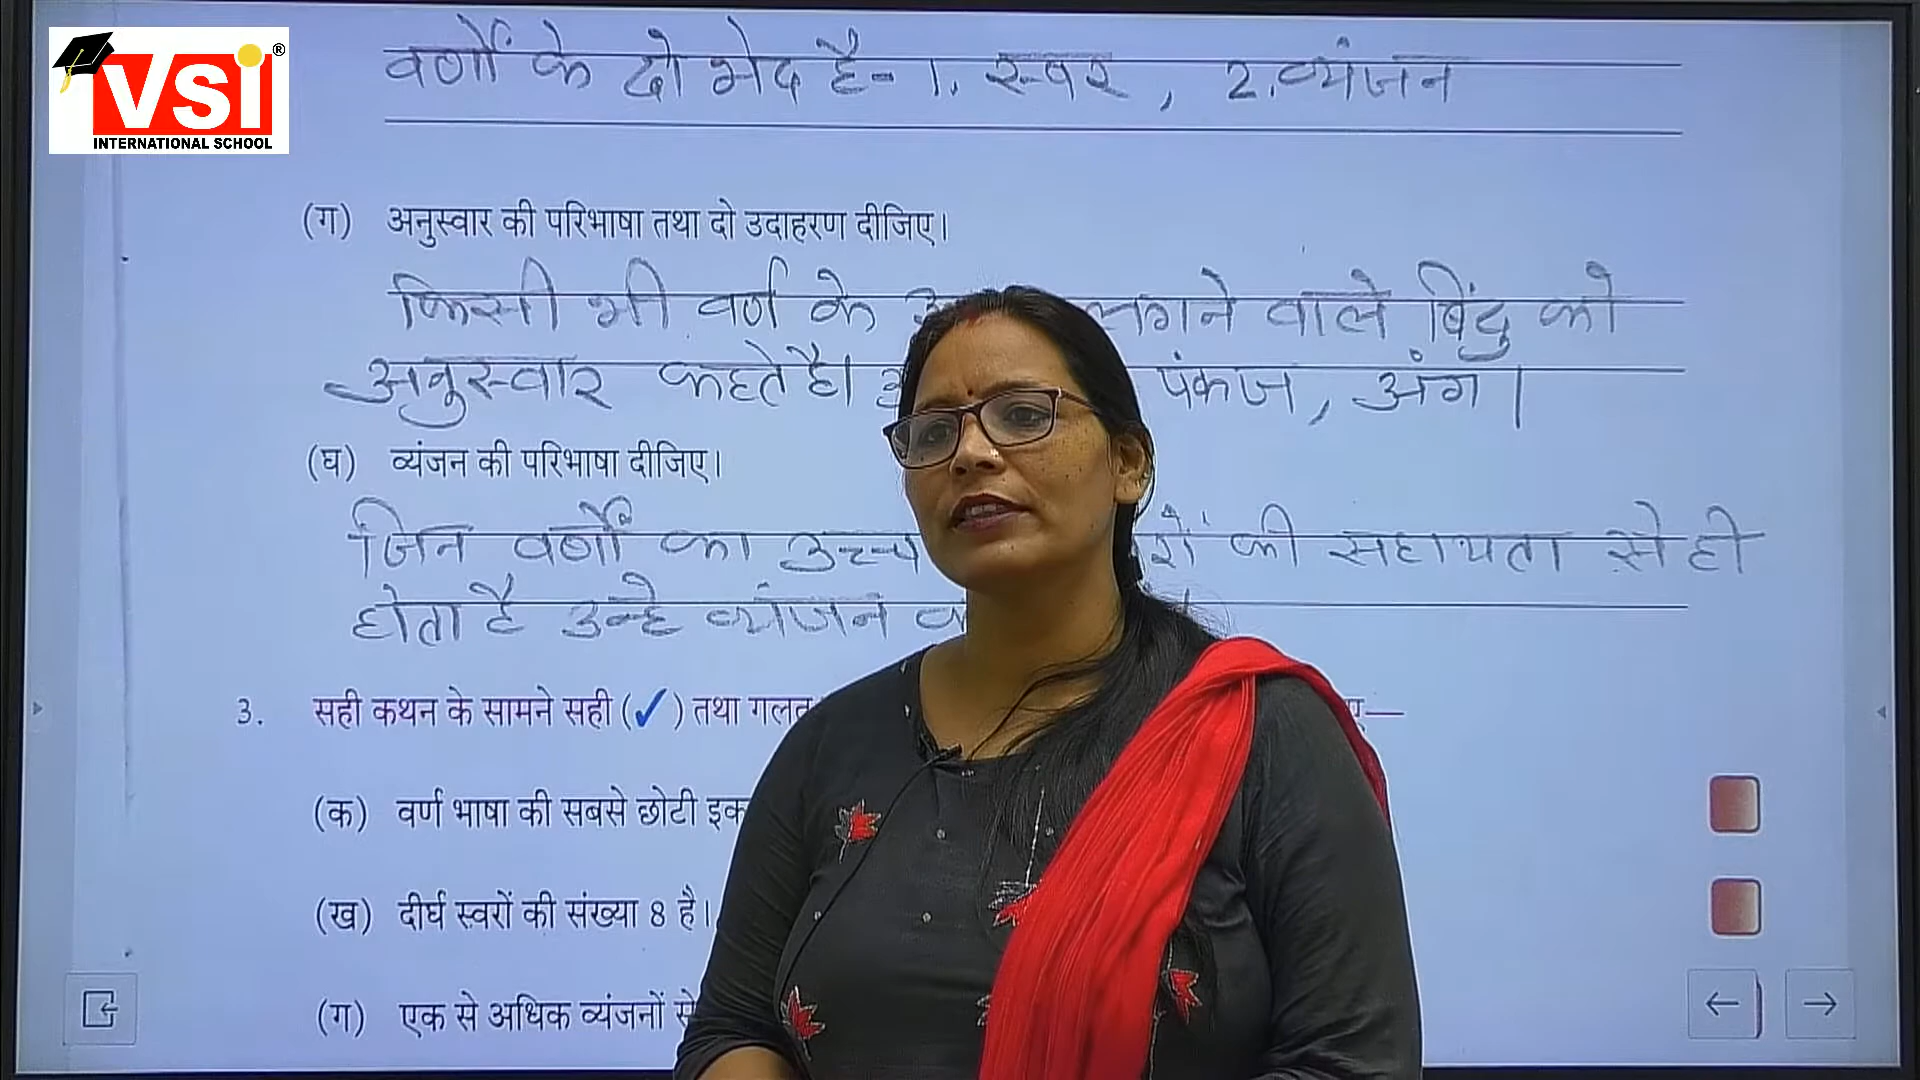 VSI®
INTERNATIONAL SCHOOL
वर्णों के दो भेद है- 1. स्वर , 2. व्यंजन
(ग) अनुस्वार की परिभाषा तथा दो उदाहरण दीजिए।
किसी भी वर्ण के लगने वाले बिंदु को
अनुस्वार कहते है। पंकज , अंग ।
(घ) व्यंजन की परिभाषा दीजिए।
जिन वर्णों का की सहायता से ही
होता है उन्हे व्यंजन
3. सही कथन के सामने सही (✓) तथा गलत
(क) वर्ण भाषा की सबसे छोटी
(ख) दीर्घ स्वरों की संख्या 8 है।
(ग) एक से अधिक व्यंजनों